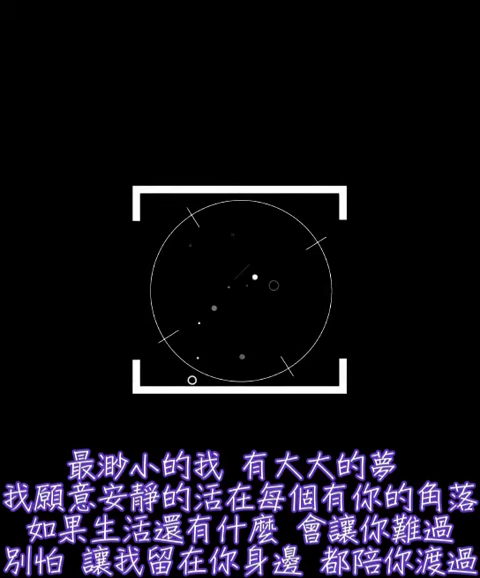 最渺小的我 有大大的夢
我願意安靜的活在每個有你的角落
如果生活還有什麼 會讓你難過
別怕 讓我留在你身邊 都陪你渡過